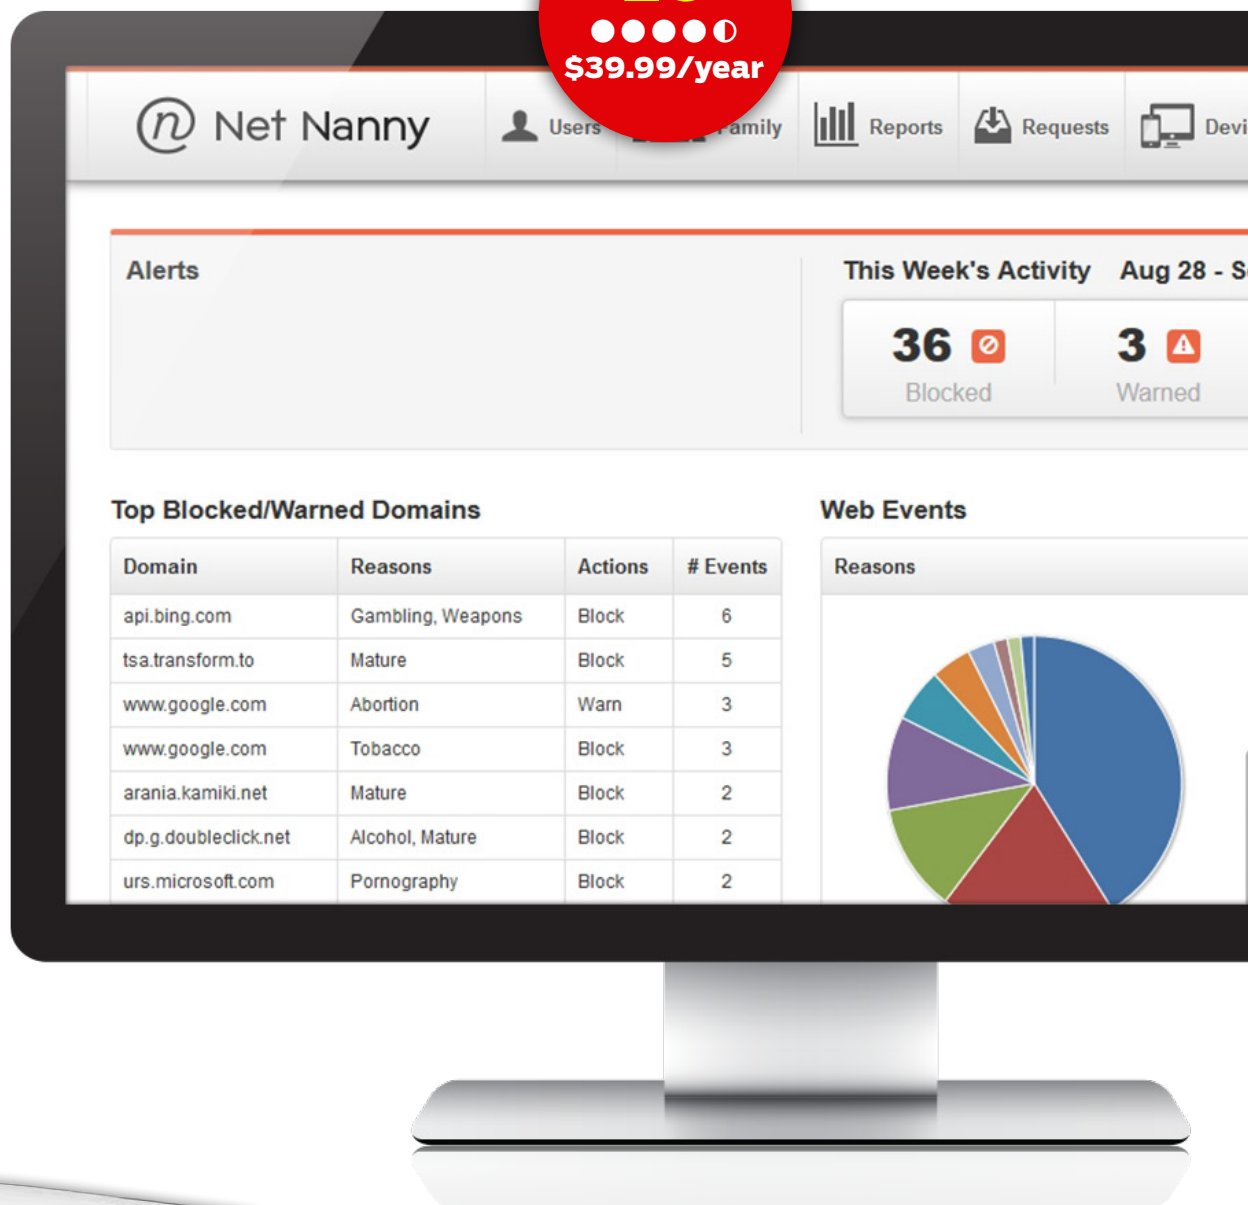 $39.99/year
n Net Nanny
Users
Reports
Requests
Alerts
This Week's Activity Aug 28 -
36
Blocked
3
Warned
Top Blocked/Warned Domains
Domain Reasons Actions # Events
api.bing.com Gambling, Weapons Block 6
tsa.transform.to Mature Block 5
www.google.com Abortion Warn 3
www.google.com Tobacco Block 3
arania.kamiki.net Mature Block 2
dp.g.doubleclick.net Alcohol, Mature Block 2
urs.microsoft.com Pornography Block 2
Web Events
Reasons